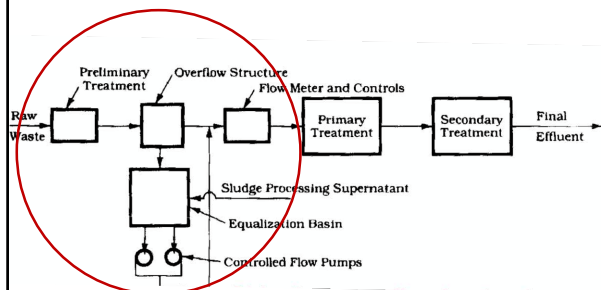 Preliminary
Treatment
Overflow Structure
Flow Meter and Controls
Raw
Waste
Primary
Treatment
Secondary
Treatment
Final
Effluent
Sludge Processing Supernatant
Equalization Basin
Controlled Flow Pumps